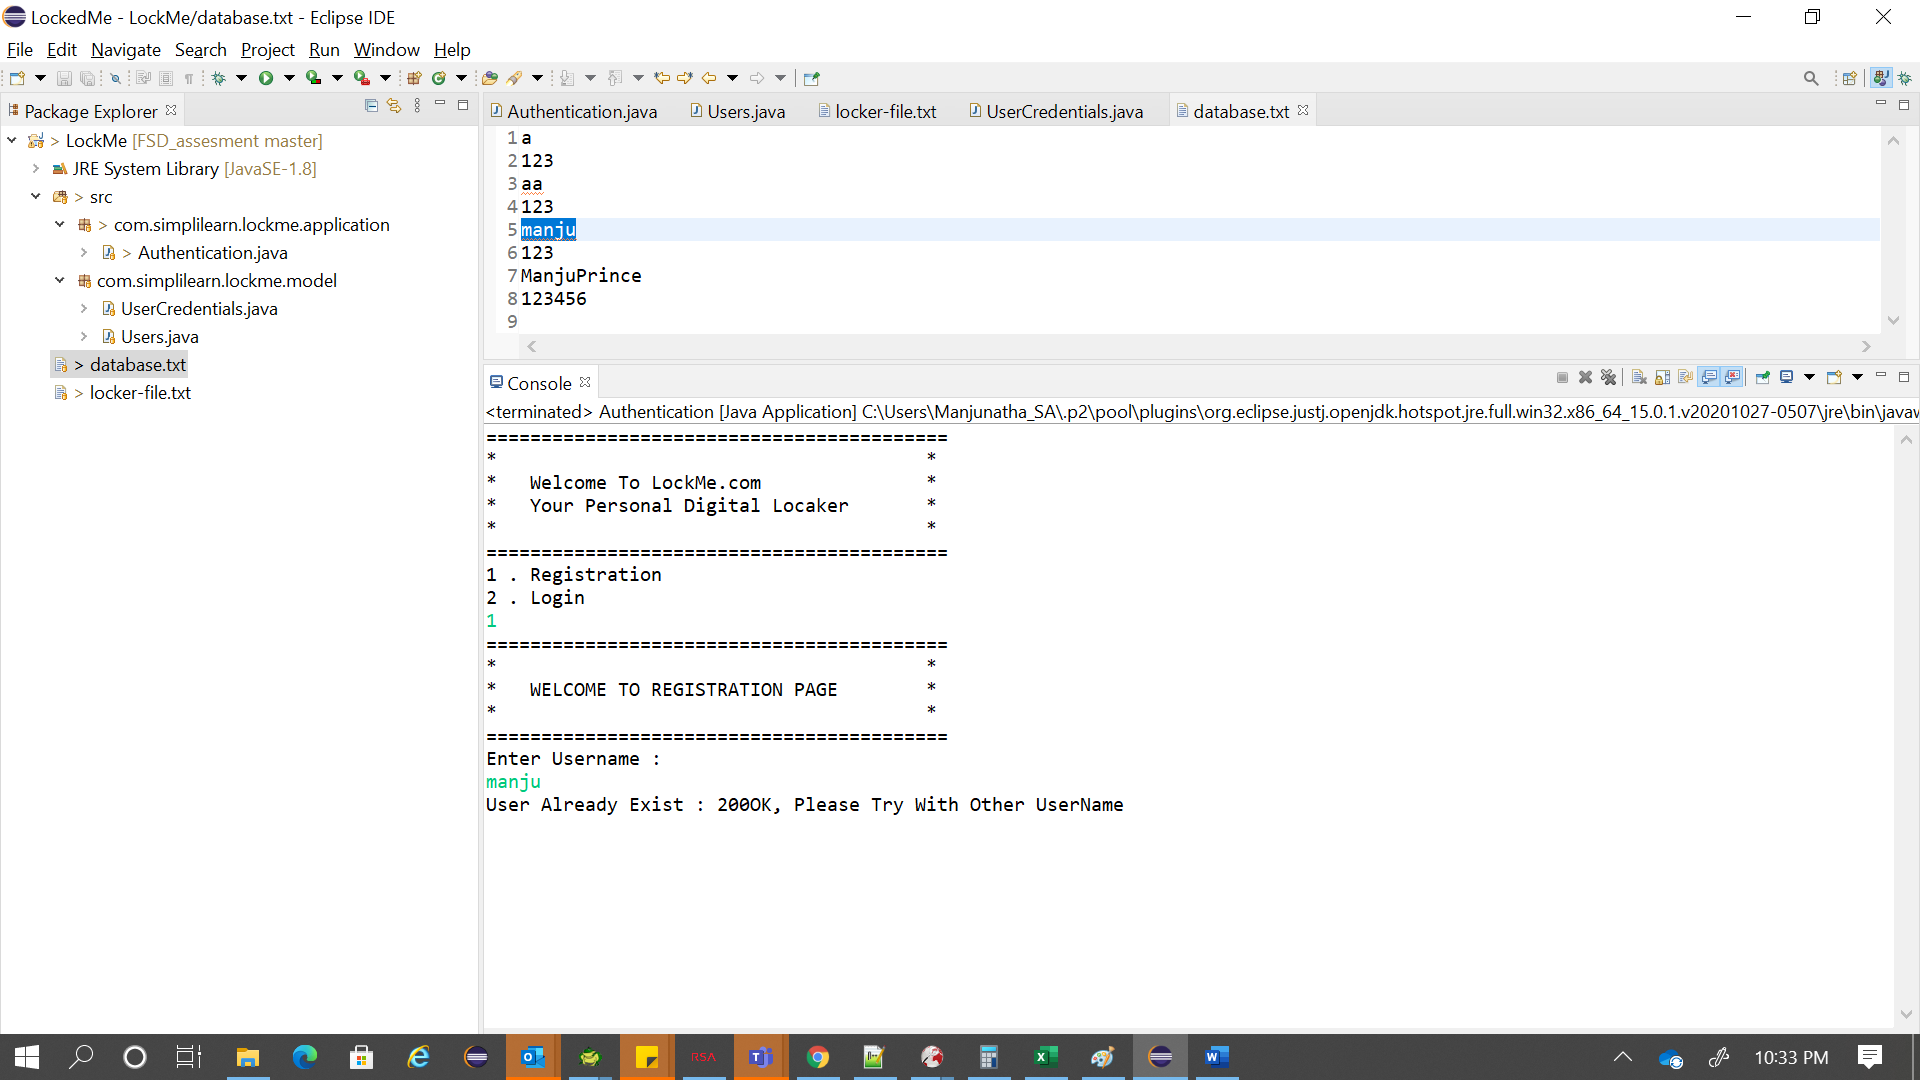 LockedMe - LockMe/database.txt - Eclipse IDE
File Edit Navigate Search Project Run Window Help
Package Explorer
> LockMe [FSD_assesment master]
JRE System Library [JavaSE-1.8]
> src
> com.simplilearn.lockme.application
> Authentication.java
com.simplilearn.lockme.model
UserCredentials.java
Users.java
> database.txt
> locker-file.txt
Authentication.java Users.java locker-file.txt UserCredentials.java database.txt
1 a
2 123
3 aa
4 123
5 manju
6 123
7 ManjuPrince
8 123456
9
Console
<terminated> Authentication [Java Application] C:\Users\Manjunatha_SA\.p2\pool\plugins\org.eclipse.justj.openjdk.hotspot.jre.full.win32.x86_64_15.0.1.v20201027-0507\jre\bin\javaw
==========================================
* *
* Welcome To LockMe.com *
* Your Personal Digital Locaker *
* *
==========================================
1 . Registration
2 . Login
1
==========================================
* *
* WELCOME TO REGISTRATION PAGE *
* *
==========================================
Enter Username :
manju
User Already Exist : 200OK, Please Try With Other UserName
RSA
10:33 PM